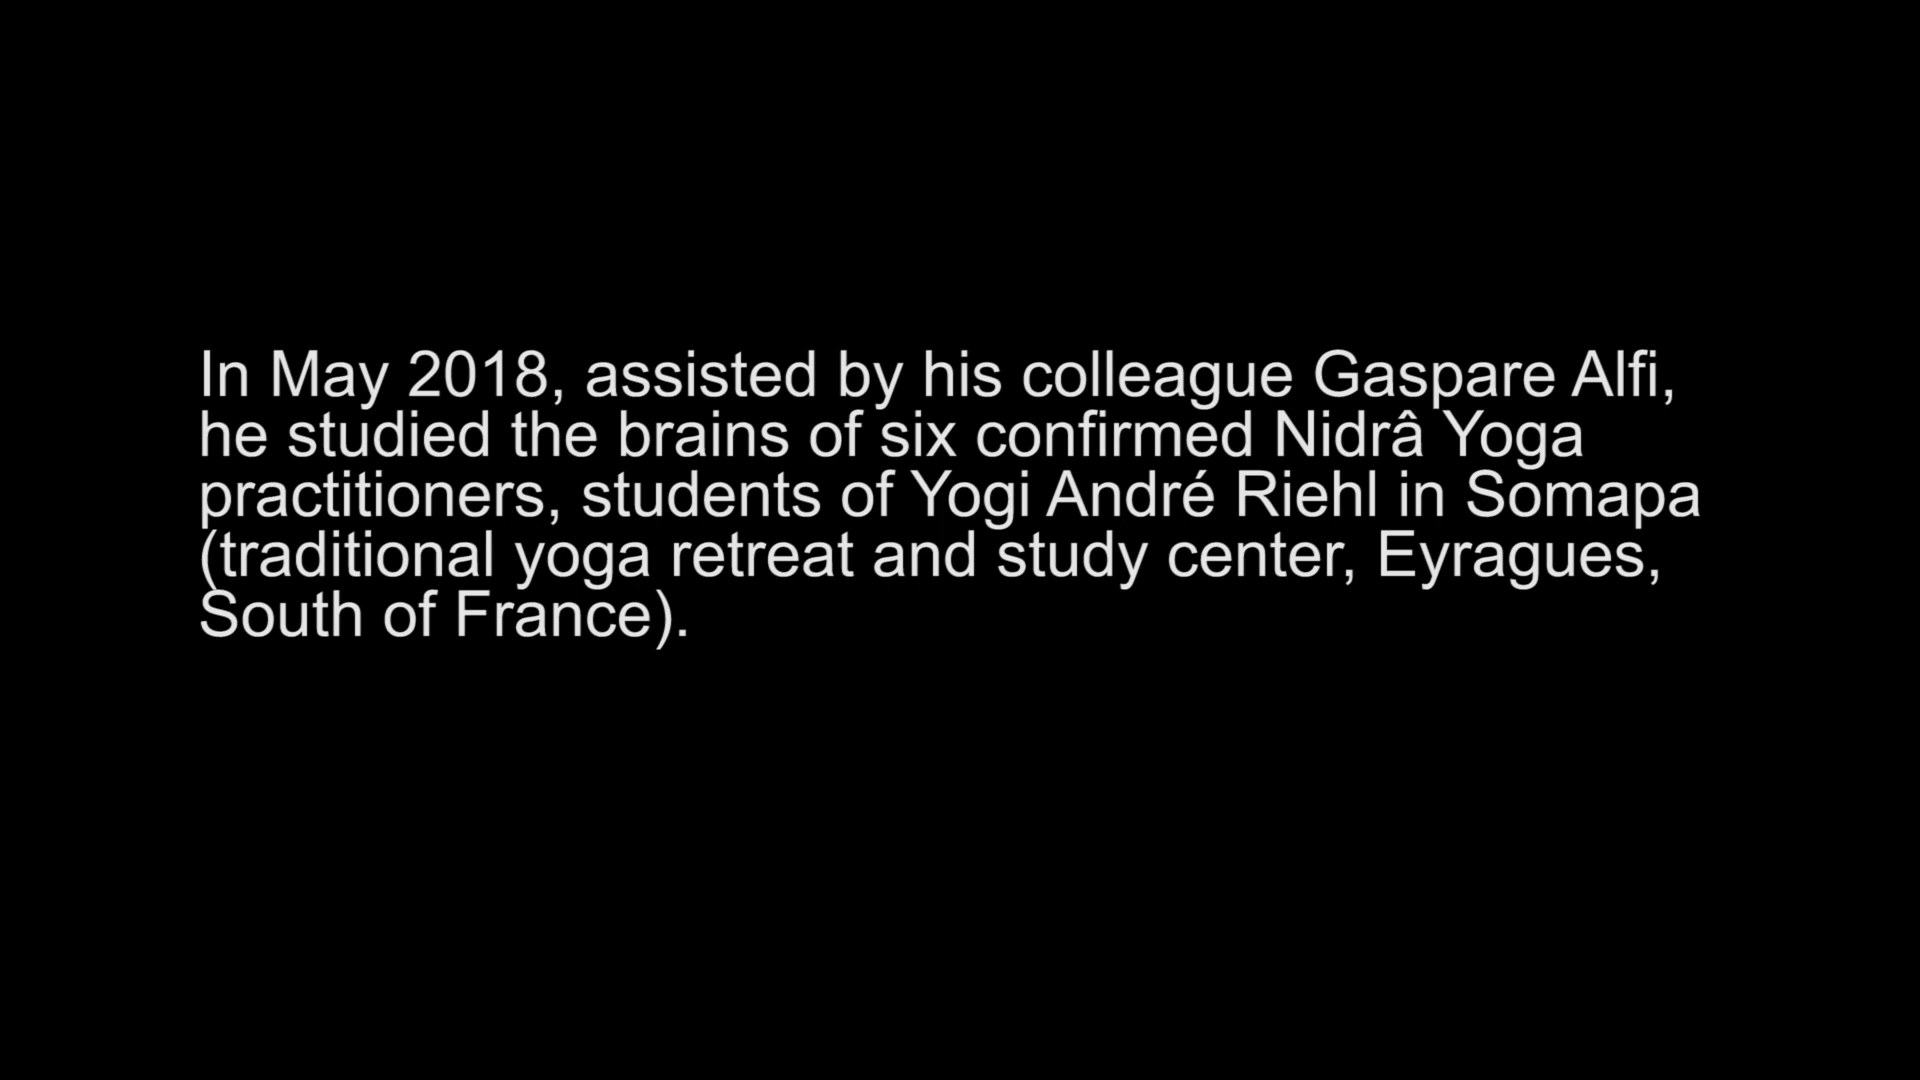 In May 2018, assisted by his colleague Gaspare Alfi,
he studied the brains of six confirmed Nidrâ Yoga
practitioners, students of Yogi André Riehl in Somapa
(traditional yoga retreat and study center, Eyragues,
South of France).